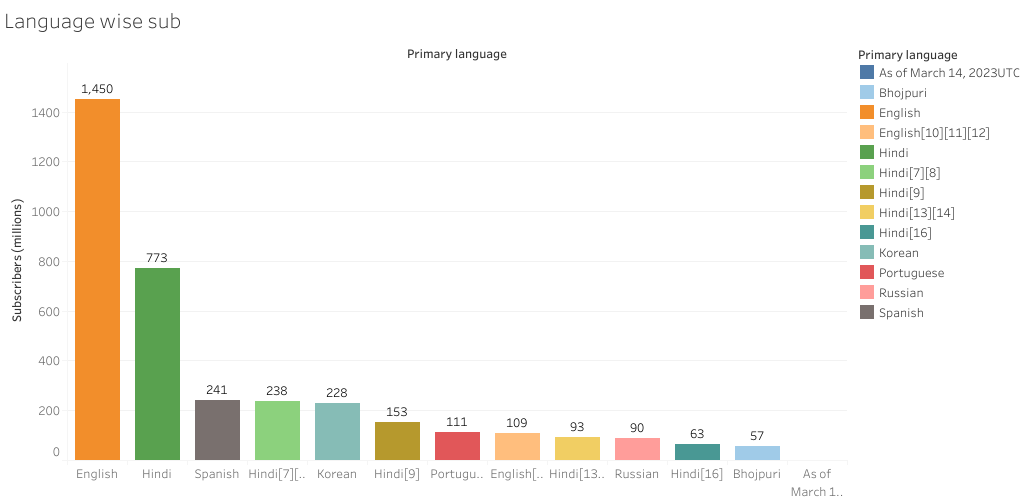 Language wise sub
Primary language
Subscribers (millions)
1400
1200
1000
800
600
400
200
0
1,450
773
241
238
228
153
111
109
93
90
63
57
English
Hindi
Spanish
Hindi[7][..
Korean
Hindi[9]
Portugu..
English[..
Hindi[13..
Russian
Hindi[16]
Bhojpuri
As of
March 1..
Primary language
As of March 14, 2023UTC
Bhojpuri
English
English[10][11][12]
Hindi
Hindi[7][8]
Hindi[9]
Hindi[13][14]
Hindi[16]
Korean
Portuguese
Russian
Spanish